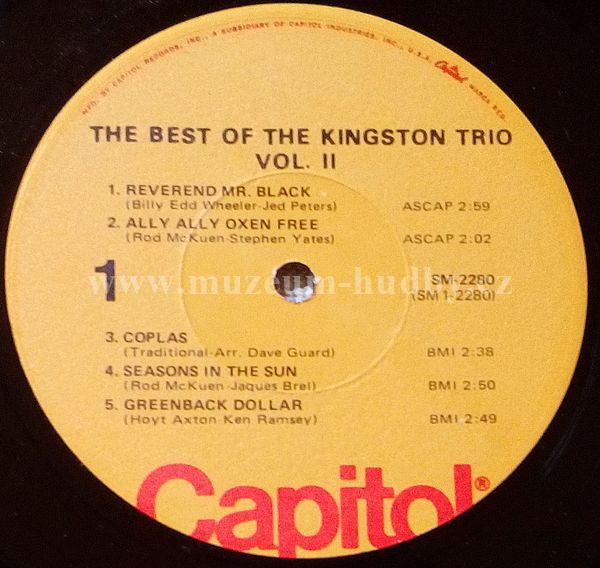 MFD. BY CAPITOL RECORDS, INC., A SUBSIDIARY OF CAPITOL INDUSTRIES, INC., U.S.A. Capitol MARCA REG.
THE BEST OF THE KINGSTON TRIO
VOL. II
1. REVEREND MR. BLACK
(Billy Edd Wheeler-Jed Peters) ASCAP 2:59
2. ALLY ALLY OXEN FREE
(Rod McKuen-Stephen Yates) ASCAP 2:02
1
SM-2280
(SM 1-2280)
www.muzeum-hudby.cz
3. COPLAS
(Traditional-Arr. Dave Guard) BMI 2:38
4. SEASONS IN THE SUN
(Rod McKuen-Jaques Brel) BMI 2:50
5. GREENBACK DOLLAR
(Hoyt Axton-Ken Ramsey) BMI 2:49
Capitol®